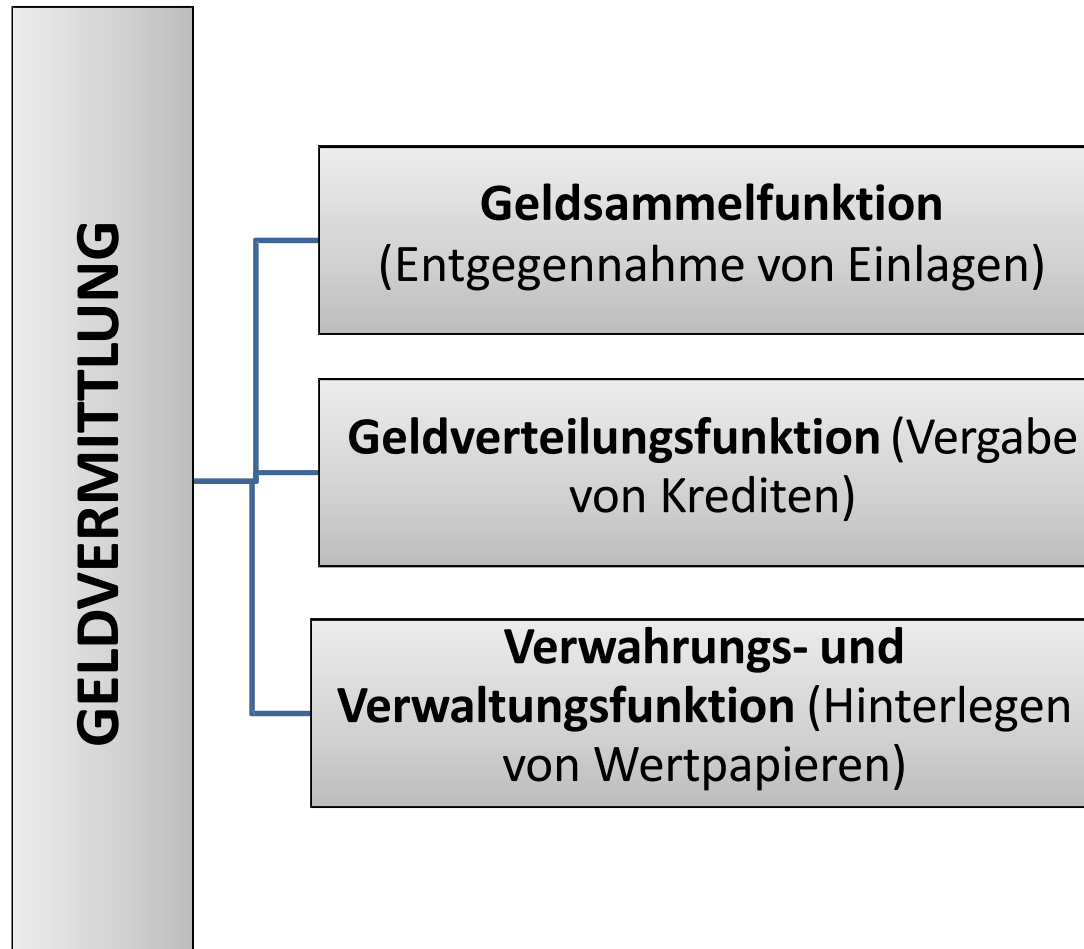 GELDVERMITTLUNG
Geldsammelfunktion
(Entgegennahme von Einlagen)
Geldverteilungsfunktion (Vergabe
von Krediten)
Verwahrungs- und
Verwaltungsfunktion (Hinterlegen
von Wertpapieren)